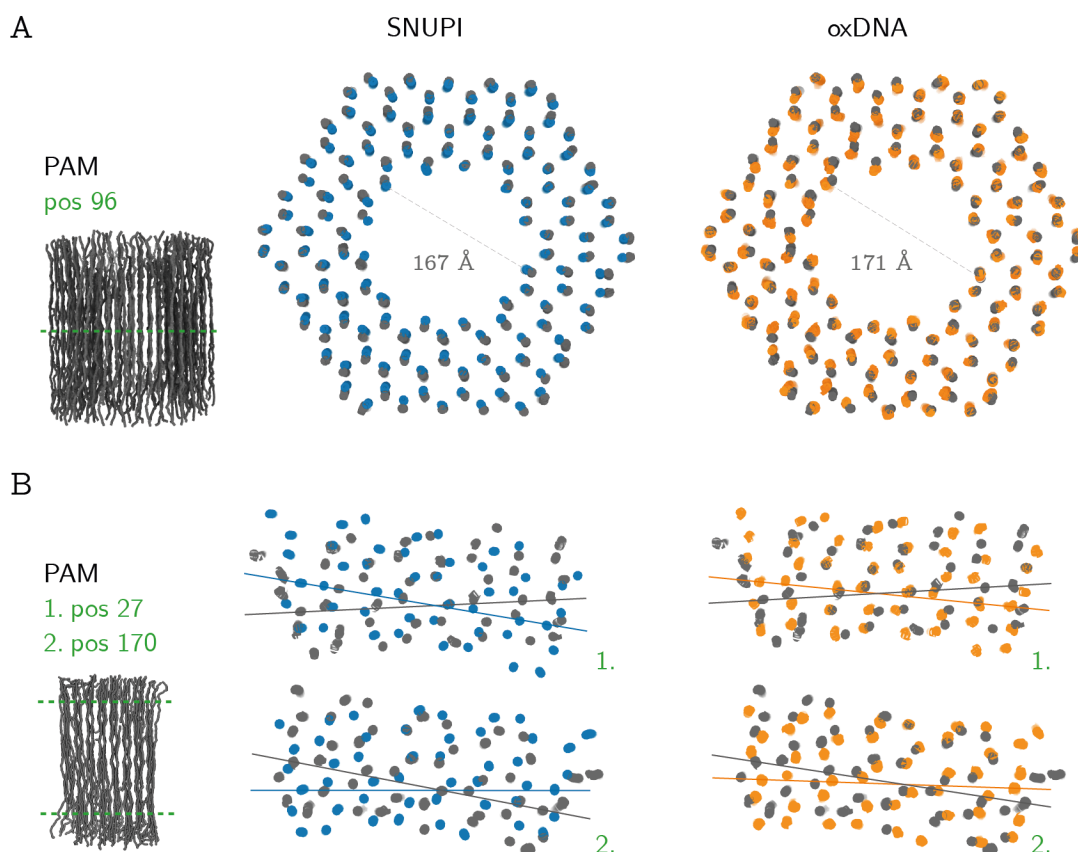 A
SNUPI
oxDNA
PAM
pos 96
167 Å
171 Å
B
PAM
1. pos 27
2. pos 170
1.
1.
2.
2.